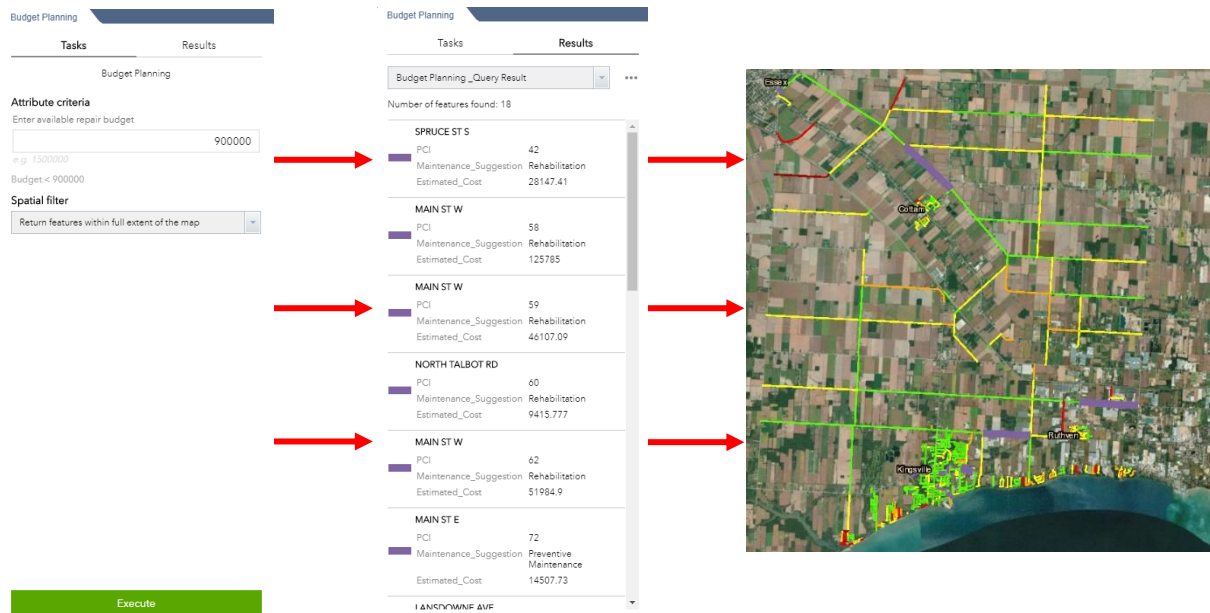 Budget Planning
Tasks Results
Budget Planning
Attribute criteria
Enter available repair budget
900000
e.g. 1500000
Budget < 900000
Spatial filter
Return features within full extent of the map
Execute
Budget Planning
Tasks Results
Budget Planning _Query Result
Number of features found: 18
SPRUCE ST S
PCI 42
Maintenance_Suggestion Rehabilitation
Estimated_Cost 28147.41
MAIN ST W
PCI 58
Maintenance_Suggestion Rehabilitation
Estimated_Cost 125785
MAIN ST W
PCI 59
Maintenance_Suggestion Rehabilitation
Estimated_Cost 46107.09
NORTH TALBOT RD
PCI 60
Maintenance_Suggestion Rehabilitation
Estimated_Cost 9415.777
MAIN ST W
PCI 62
Maintenance_Suggestion Rehabilitation
Estimated_Cost 51984.9
MAIN ST E
PCI 72
Maintenance_Suggestion Preventive
Maintenance
Estimated_Cost 14507.73
LANSDOWNE AVE
Essex
Cottam
Ruthven
Kingsville